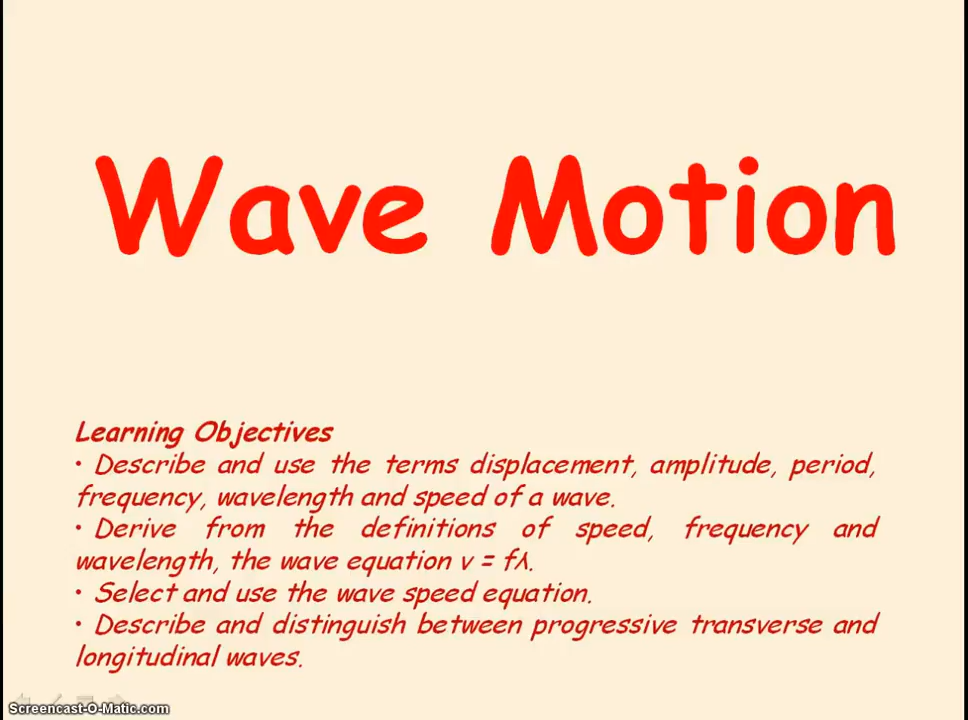 Wave Motion
Learning Objectives
• Describe and use the terms displacement, amplitude, period,
frequency, wavelength and speed of a wave.
• Derive from the definitions of speed, frequency and
wavelength, the wave equation v = fλ.
• Select and use the wave speed equation.
• Describe and distinguish between progressive transverse and
longitudinal waves.
Screencast-O-Matic.com